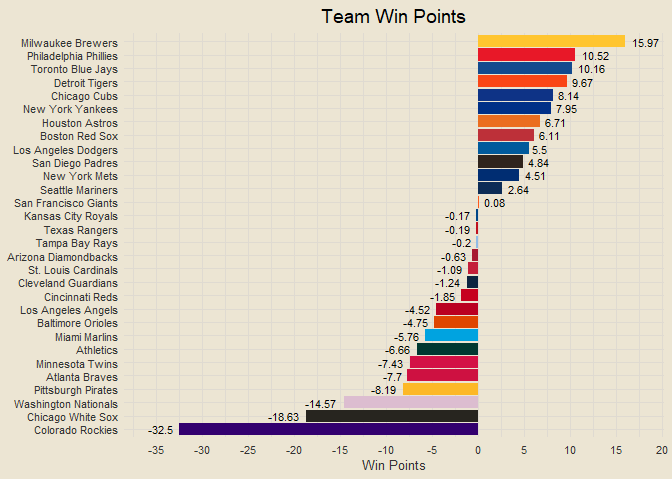 Team Win Points
Milwaukee Brewers 15.97
Philadelphia Phillies 10.52
Toronto Blue Jays 10.16
Detroit Tigers 9.67
Chicago Cubs 8.14
New York Yankees 7.95
Houston Astros 6.71
Boston Red Sox 6.11
Los Angeles Dodgers 5.5
San Diego Padres 4.84
New York Mets 4.51
Seattle Mariners 2.64
San Francisco Giants 0.08
Kansas City Royals -0.17
Texas Rangers -0.19
Tampa Bay Rays -0.2
Arizona Diamondbacks -0.63
St. Louis Cardinals -1.09
Cleveland Guardians -1.24
Cincinnati Reds -1.85
Los Angeles Angels -4.52
Baltimore Orioles -4.75
Miami Marlins -5.76
Athletics -6.66
Minnesota Twins -7.43
Atlanta Braves -7.7
Pittsburgh Pirates -8.19
Washington Nationals -14.57
Chicago White Sox -18.63
Colorado Rockies -32.5
-35 -30 -25 -20 -15 -10 -5 0 5 10 15 20
Win Points